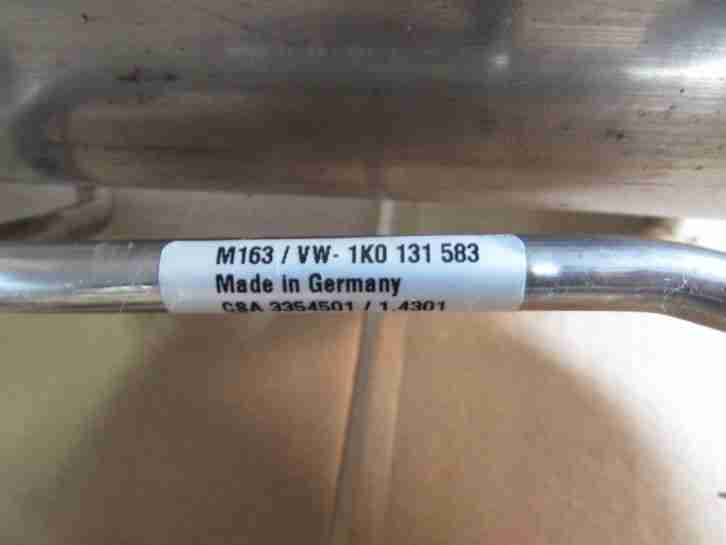 M163 / VW- 1K0 131 583
Made in Germany
CSA 3354501 / 1.4301